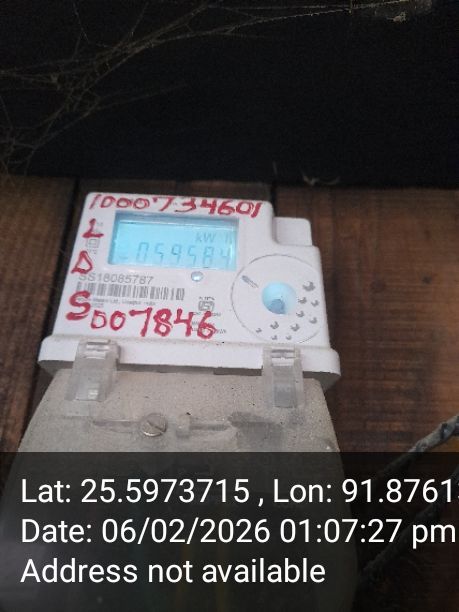 1000734601
L
kW h
059584
D
SS18085787
S007846
Lat: 25.5973715 , Lon: 91.8761
Date: 06/02/2026 01:07:27 pm
Address not available